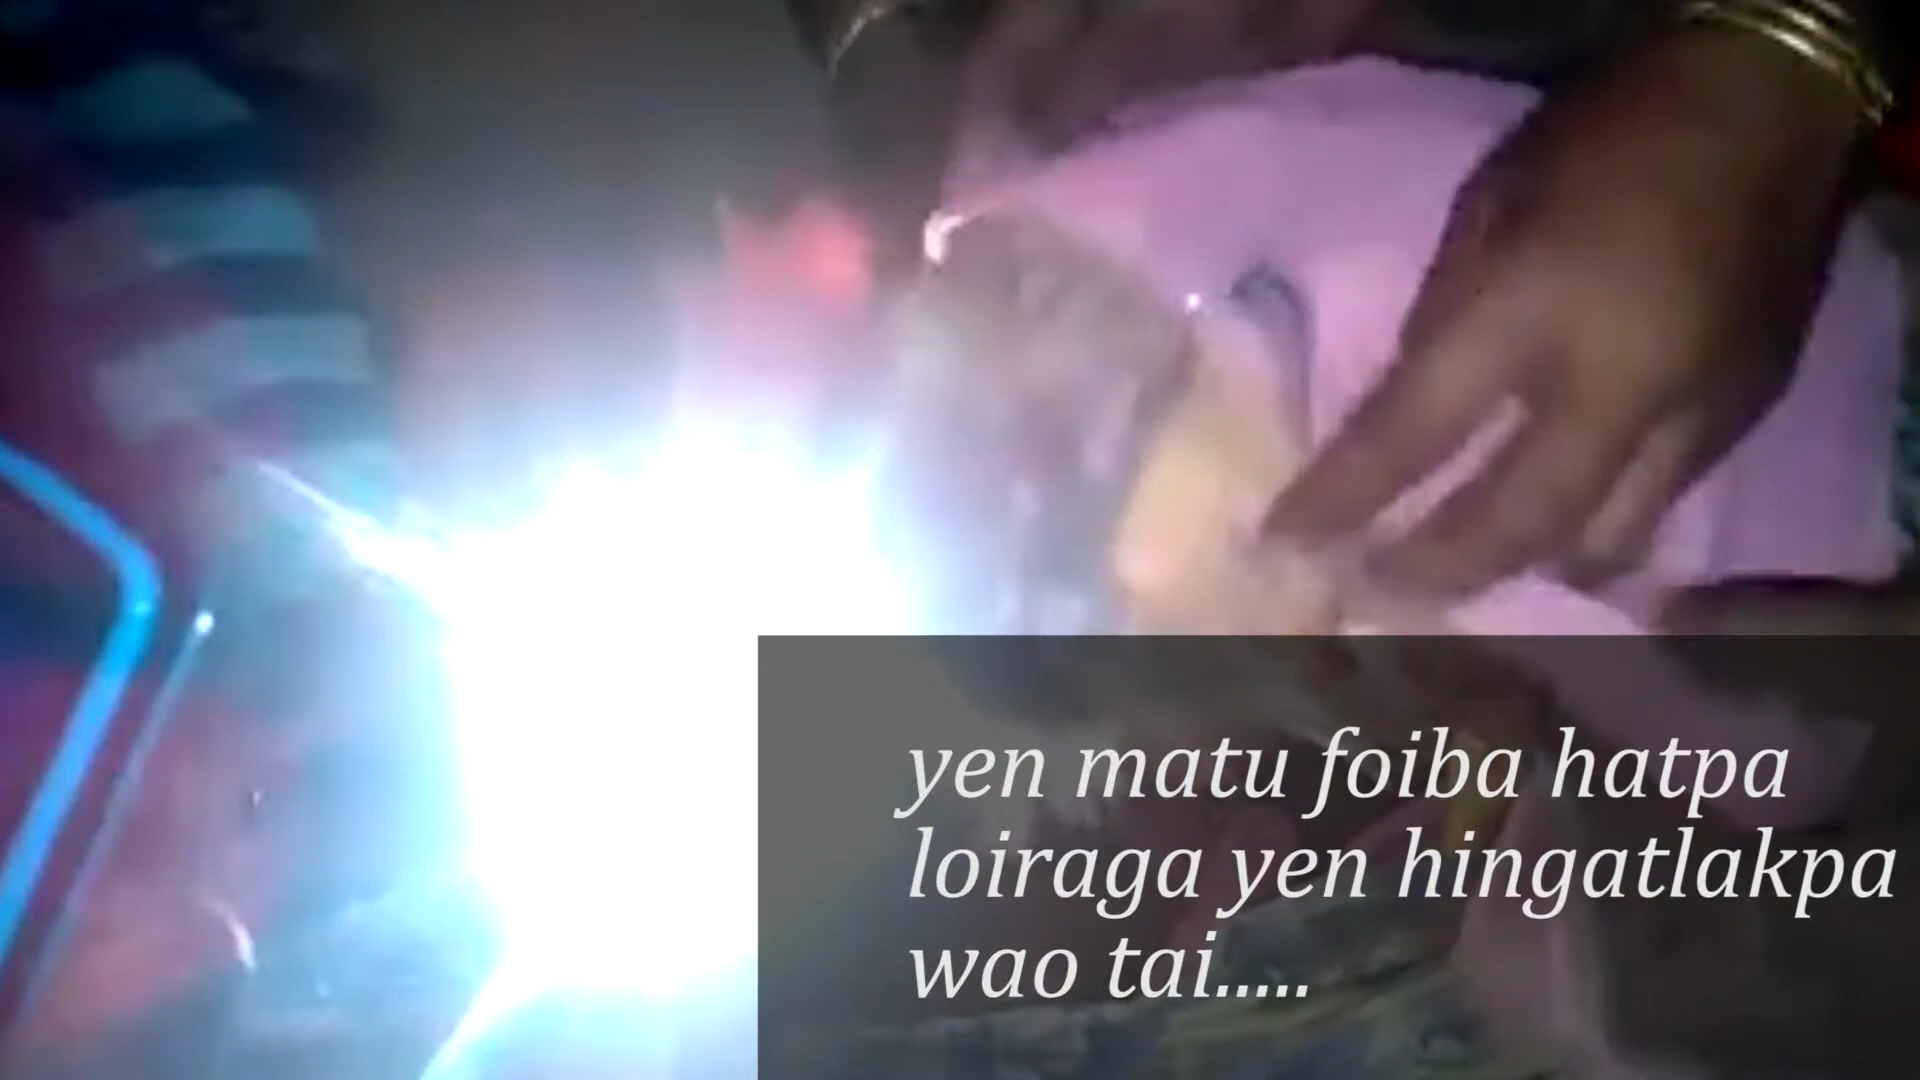 yen matu foiba hatpa
loiraga yen hingatlakpa
wao tai.....